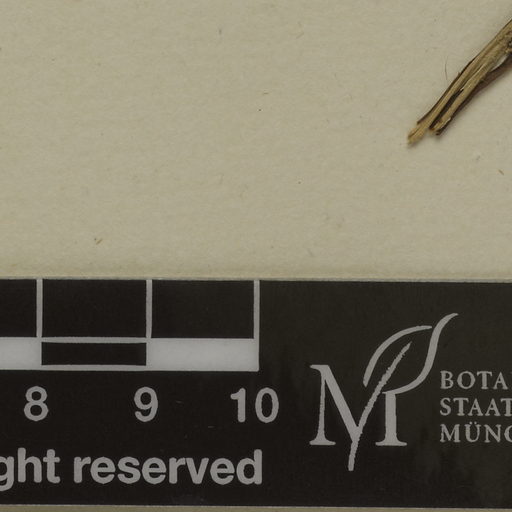 8 9 10
ght reserved
M
BOTA
STAAT
MÜNC